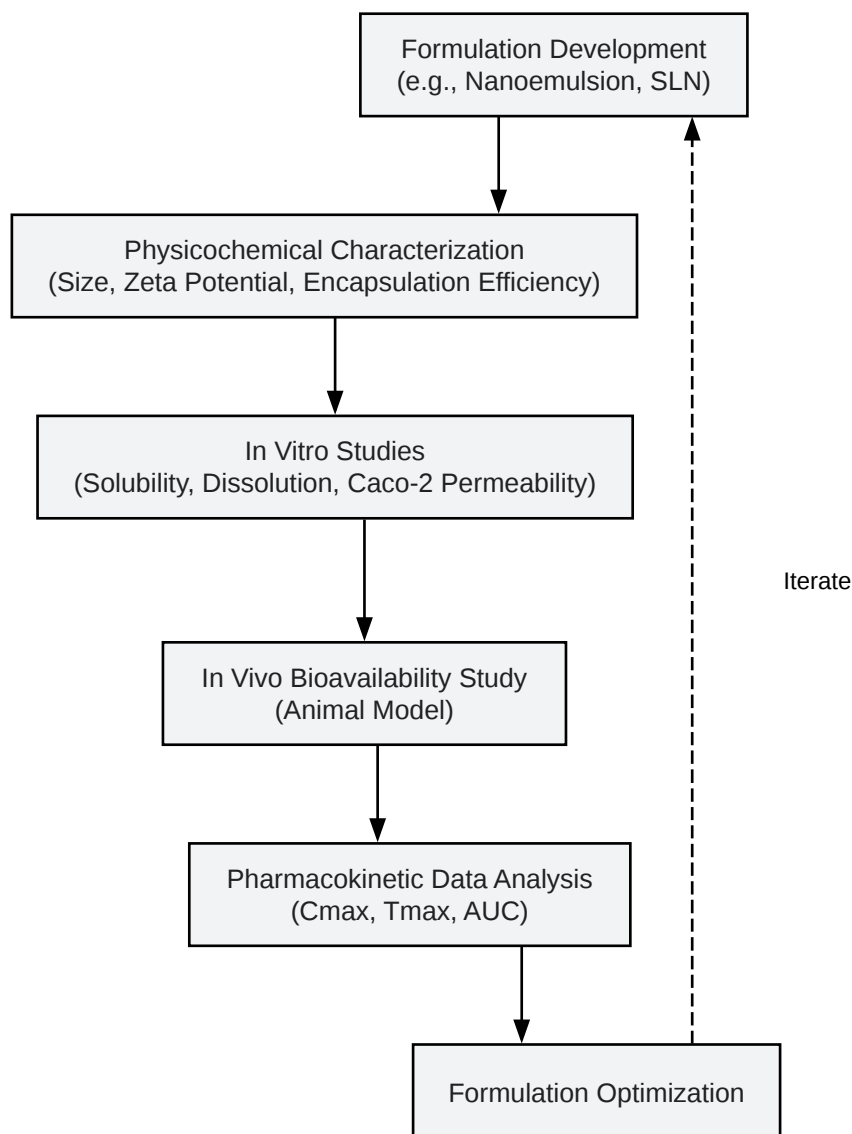 Formulation Development
(e.g., Nanoemulsion, SLN)
Physicochemical Characterization
(Size, Zeta Potential, Encapsulation Efficiency)
In Vitro Studies
(Solubility, Dissolution, Caco-2 Permeability)
Iterate
In Vivo Bioavailability Study
(Animal Model)
Pharmacokinetic Data Analysis
(Cmax, Tmax, AUC)
Formulation Optimization